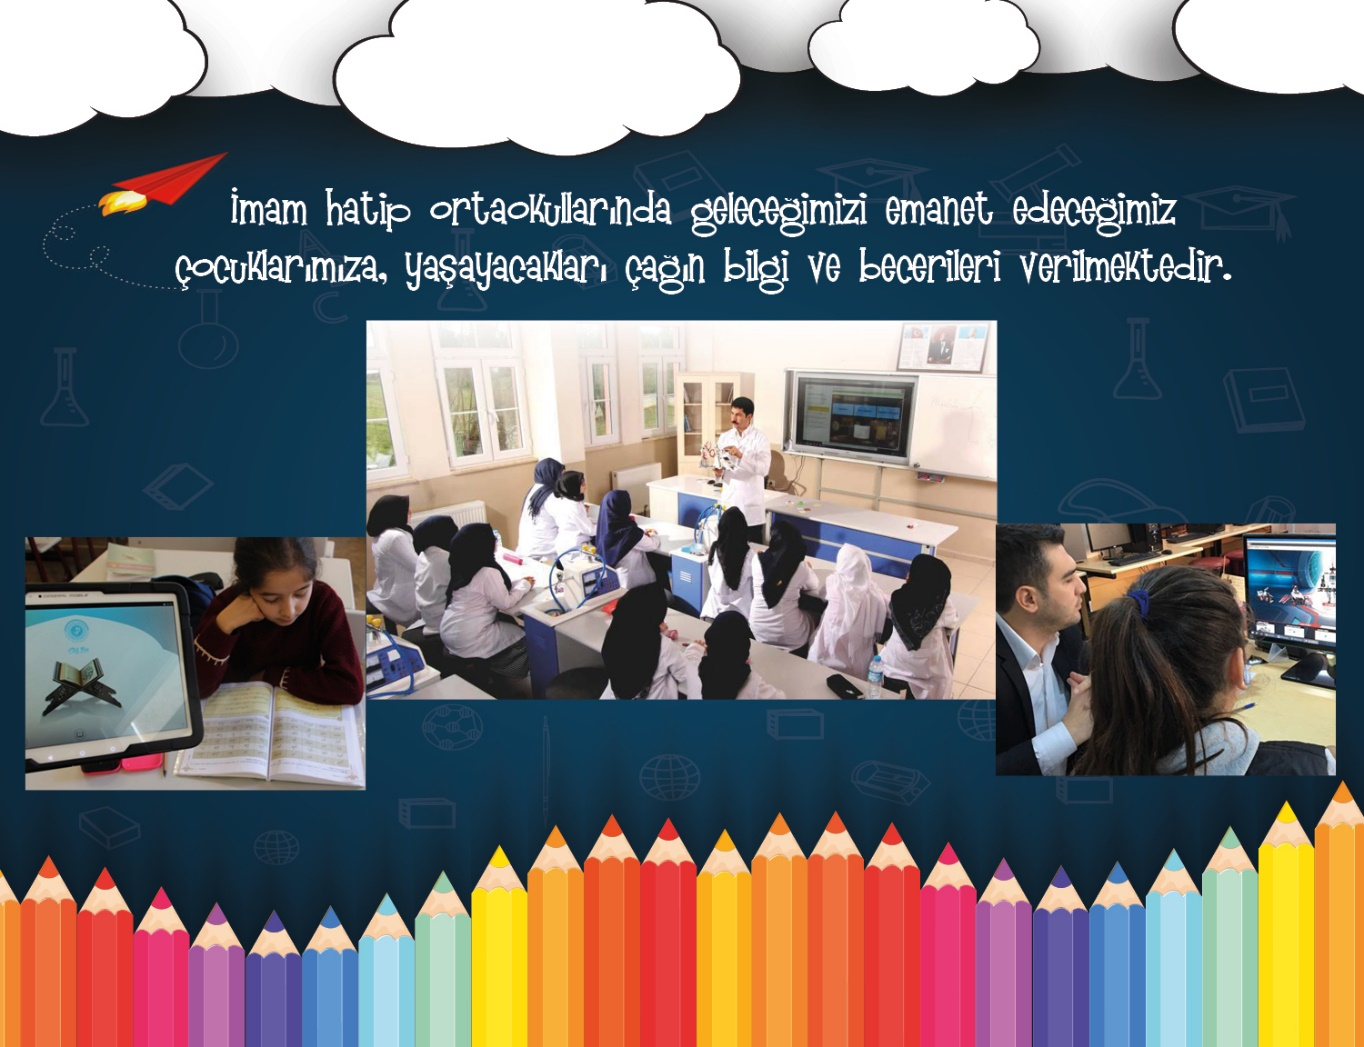 İmam hatip ortaokullarında geleceğimizi emanet edeceğimiz
çocuklarımıza, yaşayacakları çağın bilgi ve becerileri verilmektedir.